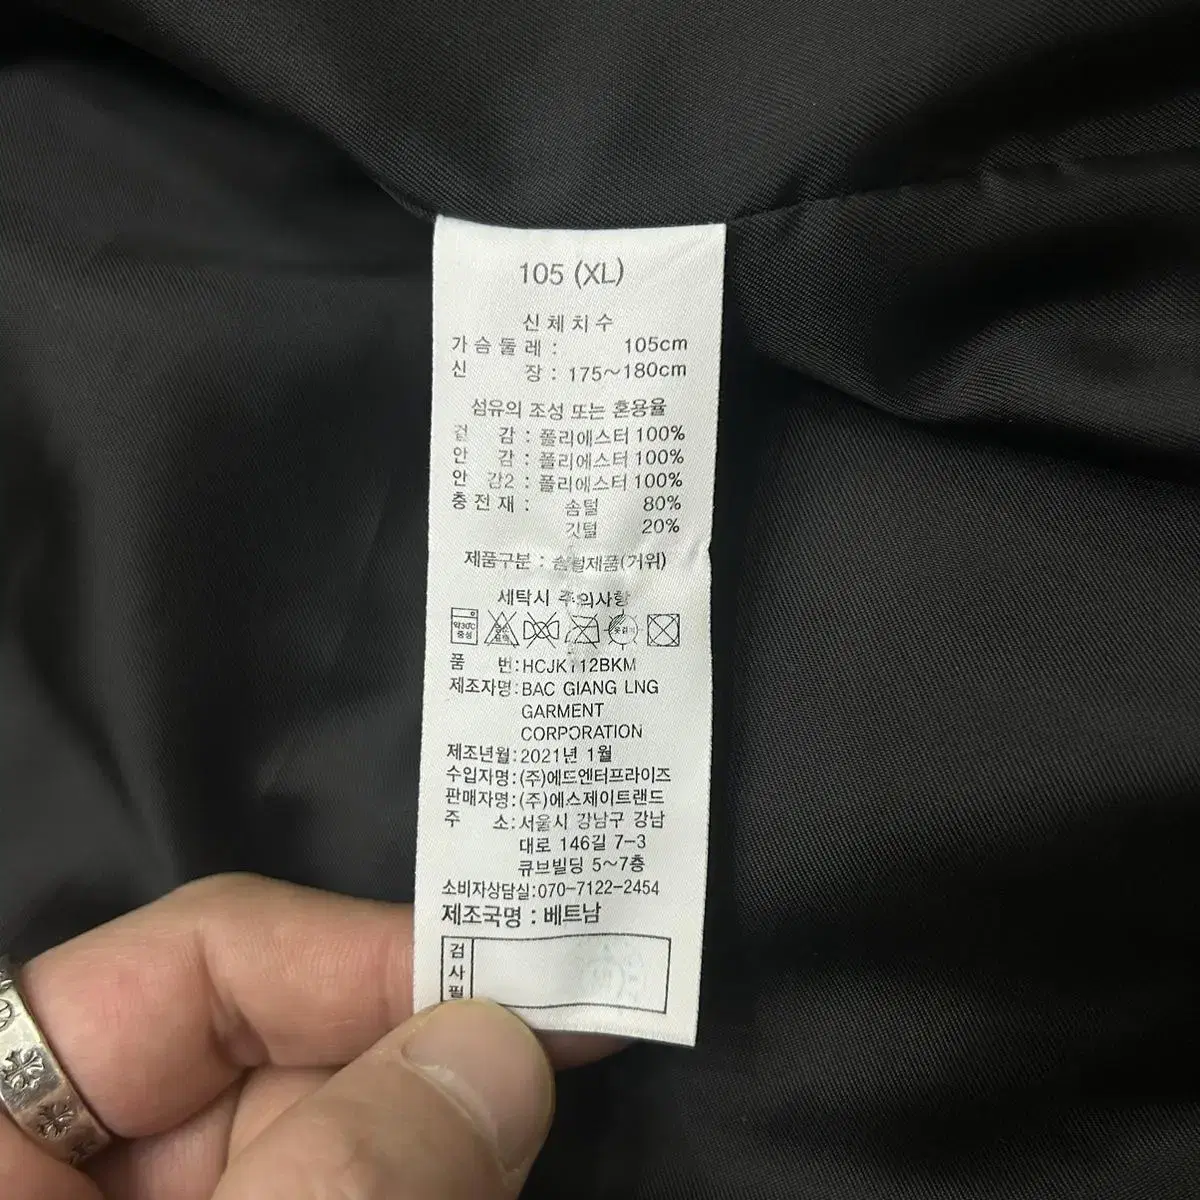 105 (XL)
신체치수
가슴둘레 : 105cm
신 장 : 175~180cm
섬유의 조성 또는 혼용율
겉 감 : 폴리에스터 100%
안 감 : 폴리에스터 100%
안 감2 : 폴리에스터 100%
충전재 : 솜털 80%
깃털 20%
제품구분 : 솜털제품(거위)
세탁시 주의사항
약30℃
중성
품 번:HCJK112BKM
제조자명:BAC GIANG LNG
GARMENT
CORPORATION
제조년월:2021년 1월
수입자명:(주)에드엔터프라이즈
판매자명:(주)에스제이트랜드
주 소:서울시 강남구 강남
대로 146길 7-3
큐브빌딩 5~7층
소비자상담실:070-7122-2454
제조국명 : 베트남
검
사
필